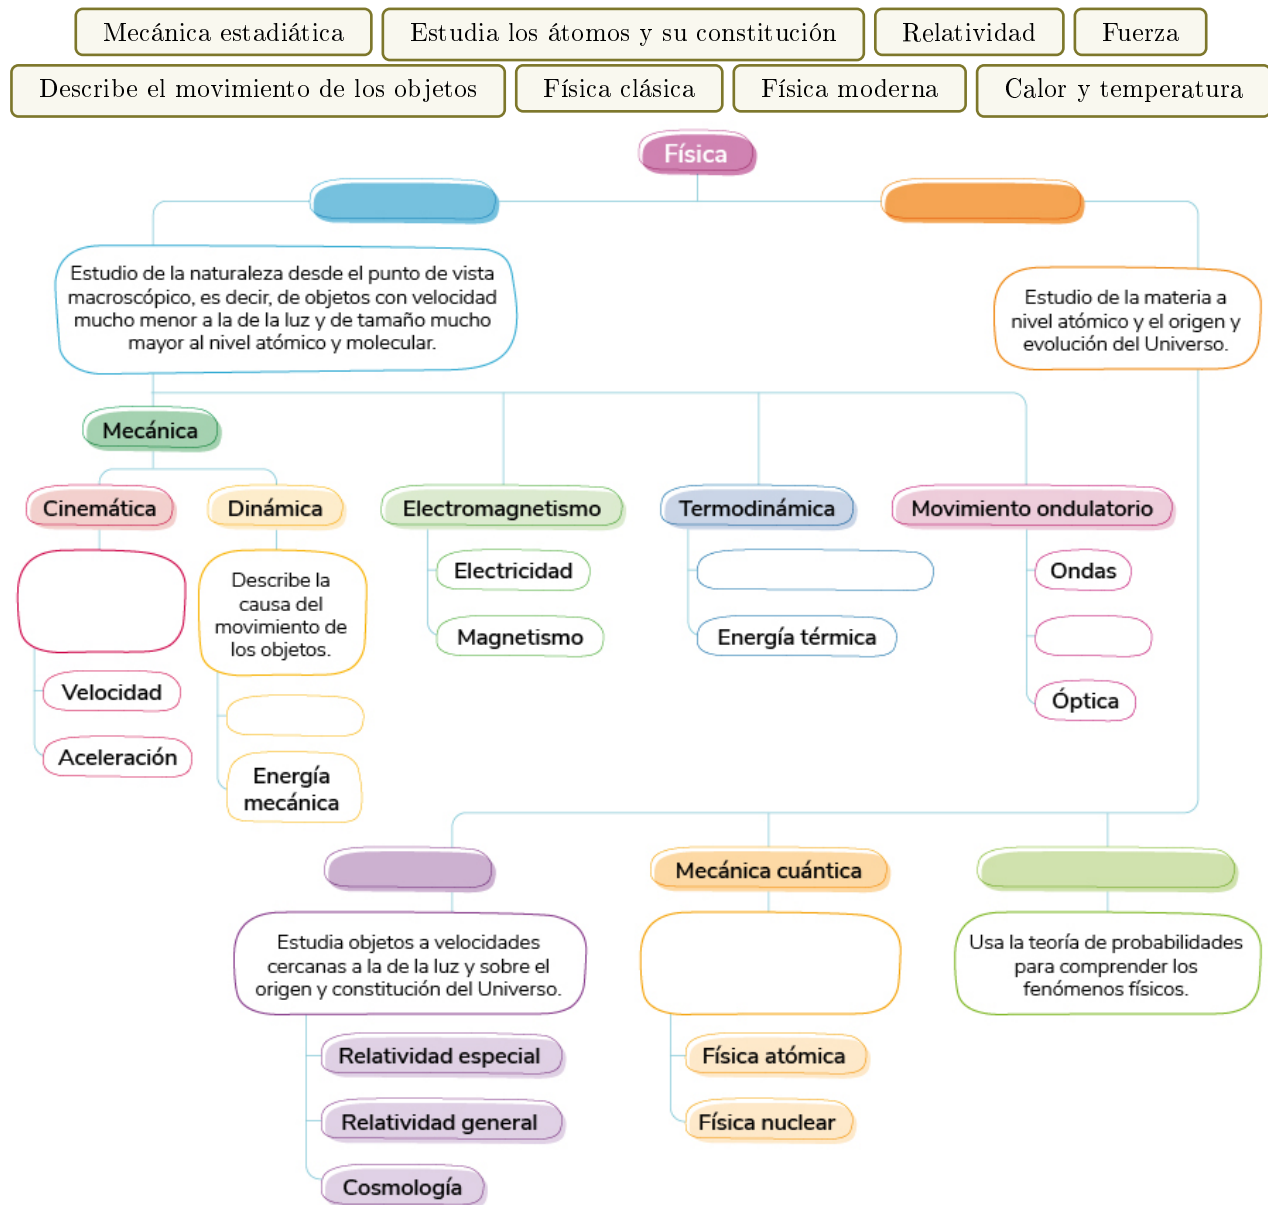 Mecánica estadiática
Estudia los átomos y su constitución
Relatividad
Fuerza
Describe el movimiento de los objetos
Física clásica
Física moderna
Calor y temperatura
Física
Estudio de la naturaleza desde el punto de vista
macroscópico, es decir, de objetos con velocidad
mucho menor a la de la luz y de tamaño mucho
mayor al nivel atómico y molecular.
Estudio de la materia a
nivel atómico y el origen y
evolución del Universo.
Mecánica
Cinemática
Dinámica
Electromagnetismo
Termodinámica
Movimiento ondulatorio
Describe la
causa del
movimiento de
los objetos.
Electricidad
Magnetismo
Energía térmica
Ondas
Óptica
Velocidad
Aceleración
Energía
mecánica
Mecánica cuántica
Estudia objetos a velocidades
cercanas a la de la luz y sobre el
origen y constitución del Universo.
Usa la teoría de probabilidades
para comprender los
fenómenos físicos.
Relatividad especial
Relatividad general
Cosmología
Física atómica
Física nuclear